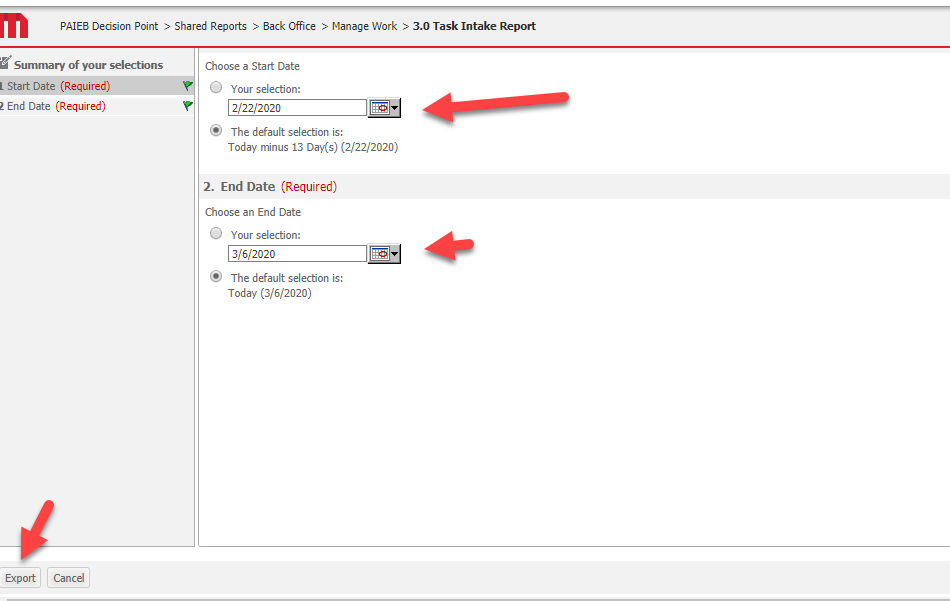 PAIEB Decision Point > Shared Reports > Back Office > Manage Work > 3.0 Task Intake Report
Summary of your selections
1 Start Date (Required)
2 End Date (Required)
Choose a Start Date
Your selection:
2/22/2020
The default selection is:
Today minus 13 Day(s) (2/22/2020)
2. End Date (Required)
Choose an End Date
Your selection:
3/6/2020
The default selection is:
Today (3/6/2020)
Export Cancel